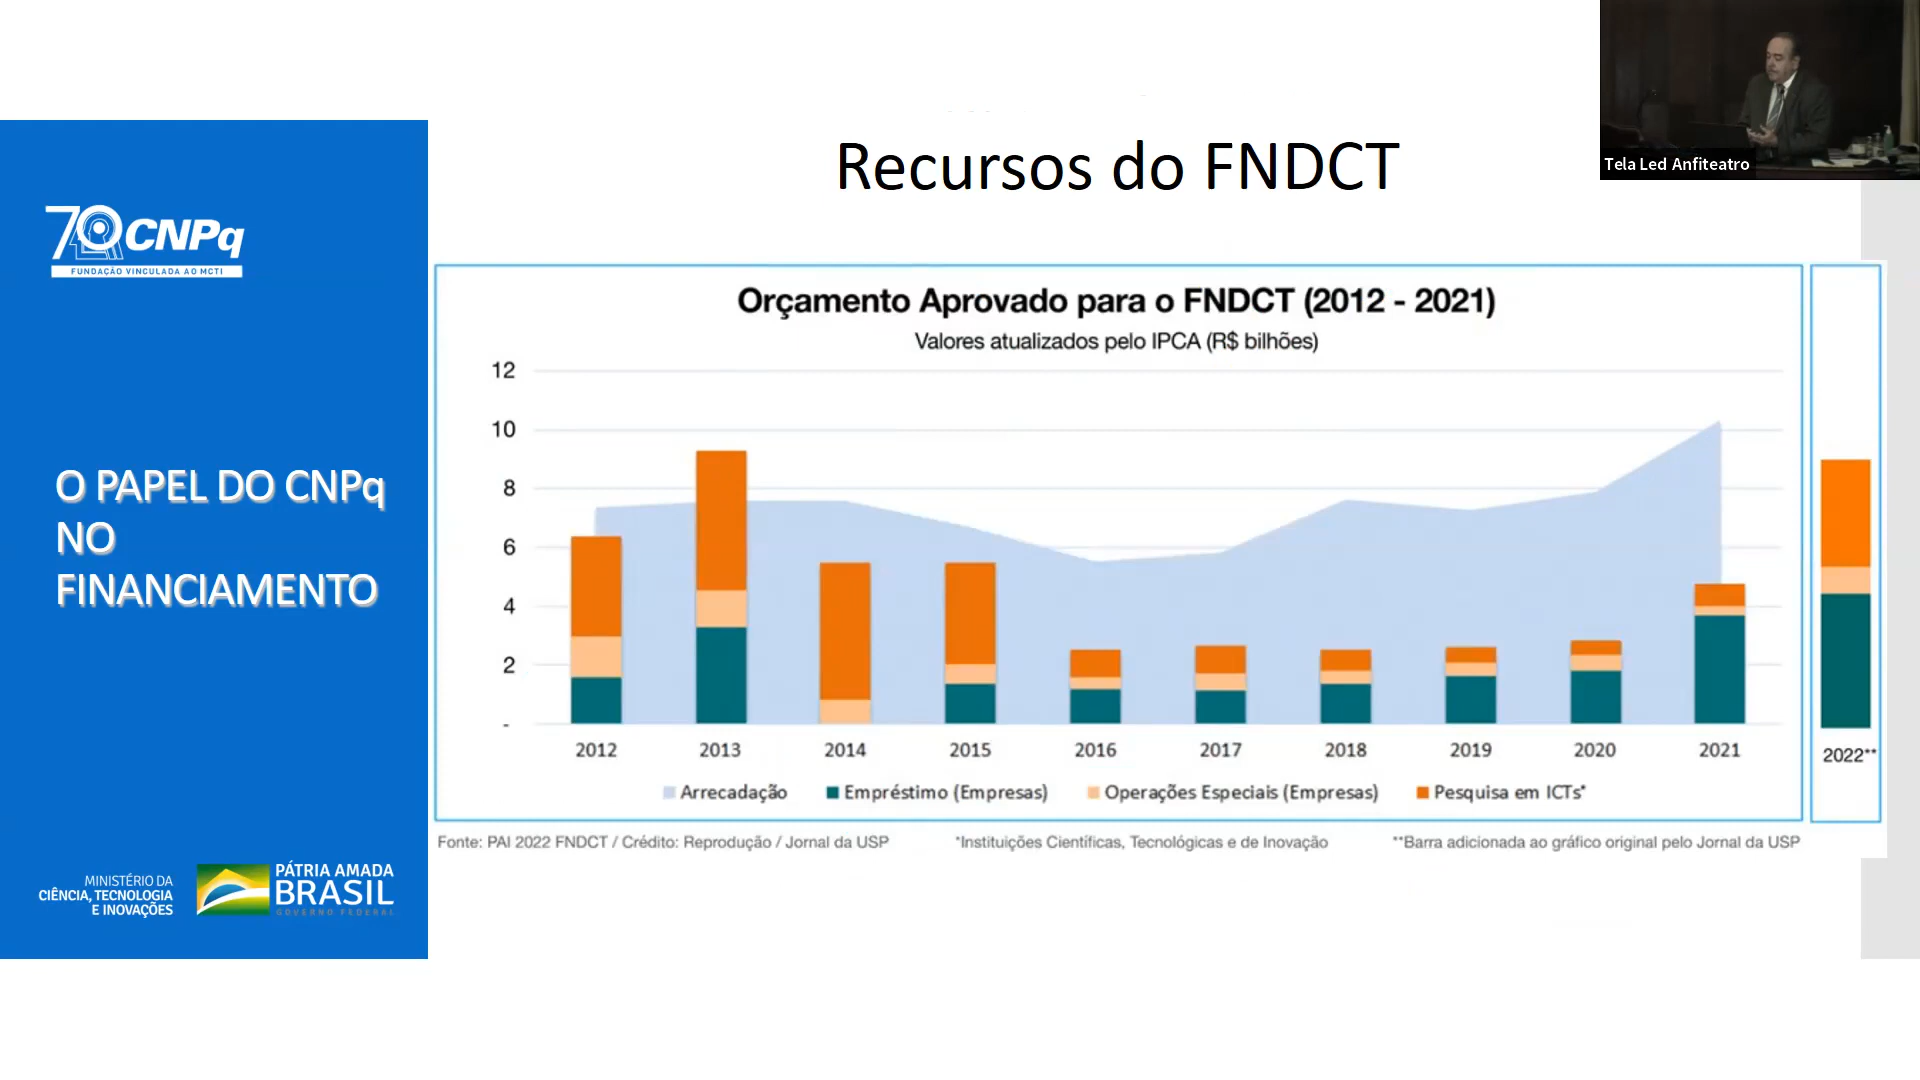 Tela Led Anfiteatro
Recursos do FNDCT
70 CNPq
FUNDAÇÃO VINCULADA AO MCTI
O PAPEL DO CNPq
NO
FINANCIAMENTO
MINISTÉRIO DA
CIÊNCIA, TECNOLOGIA
E INOVAÇÕES
PÁTRIA AMADA
BRASIL
GOVERNO FEDERAL
Orçamento Aprovado para o FNDCT (2012 - 2021)
Valores atualizados pelo IPCA (R$ bilhões)
12
10
8
6
4
2
-
2012 2013 2014 2015 2016 2017 2018 2019 2020 2021
2022**
Arrecadação Empréstimo (Empresas) Operações Especiais (Empresas) Pesquisa em ICTs*
Fonte: PAI 2022 FNDCT / Crédito: Reprodução / Jornal da USP *Instituições Científicas, Tecnológicas e de Inovação **Barra adicionada ao gráfico original pelo Jornal da USP